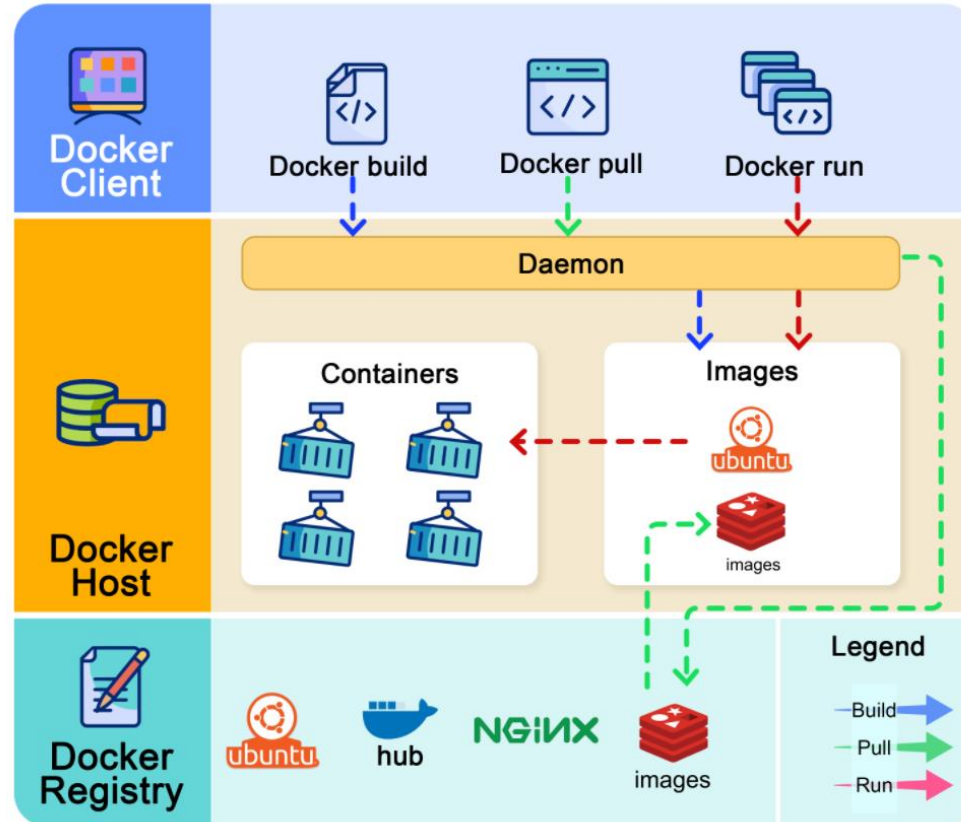 Docker
Client
Docker build
Docker pull
Docker run
Docker
Host
Daemon
Containers
Images
ubuntu
images
Docker
Registry
ubuntu
hub
NGiNX
images
Legend
Build
Pull
Run